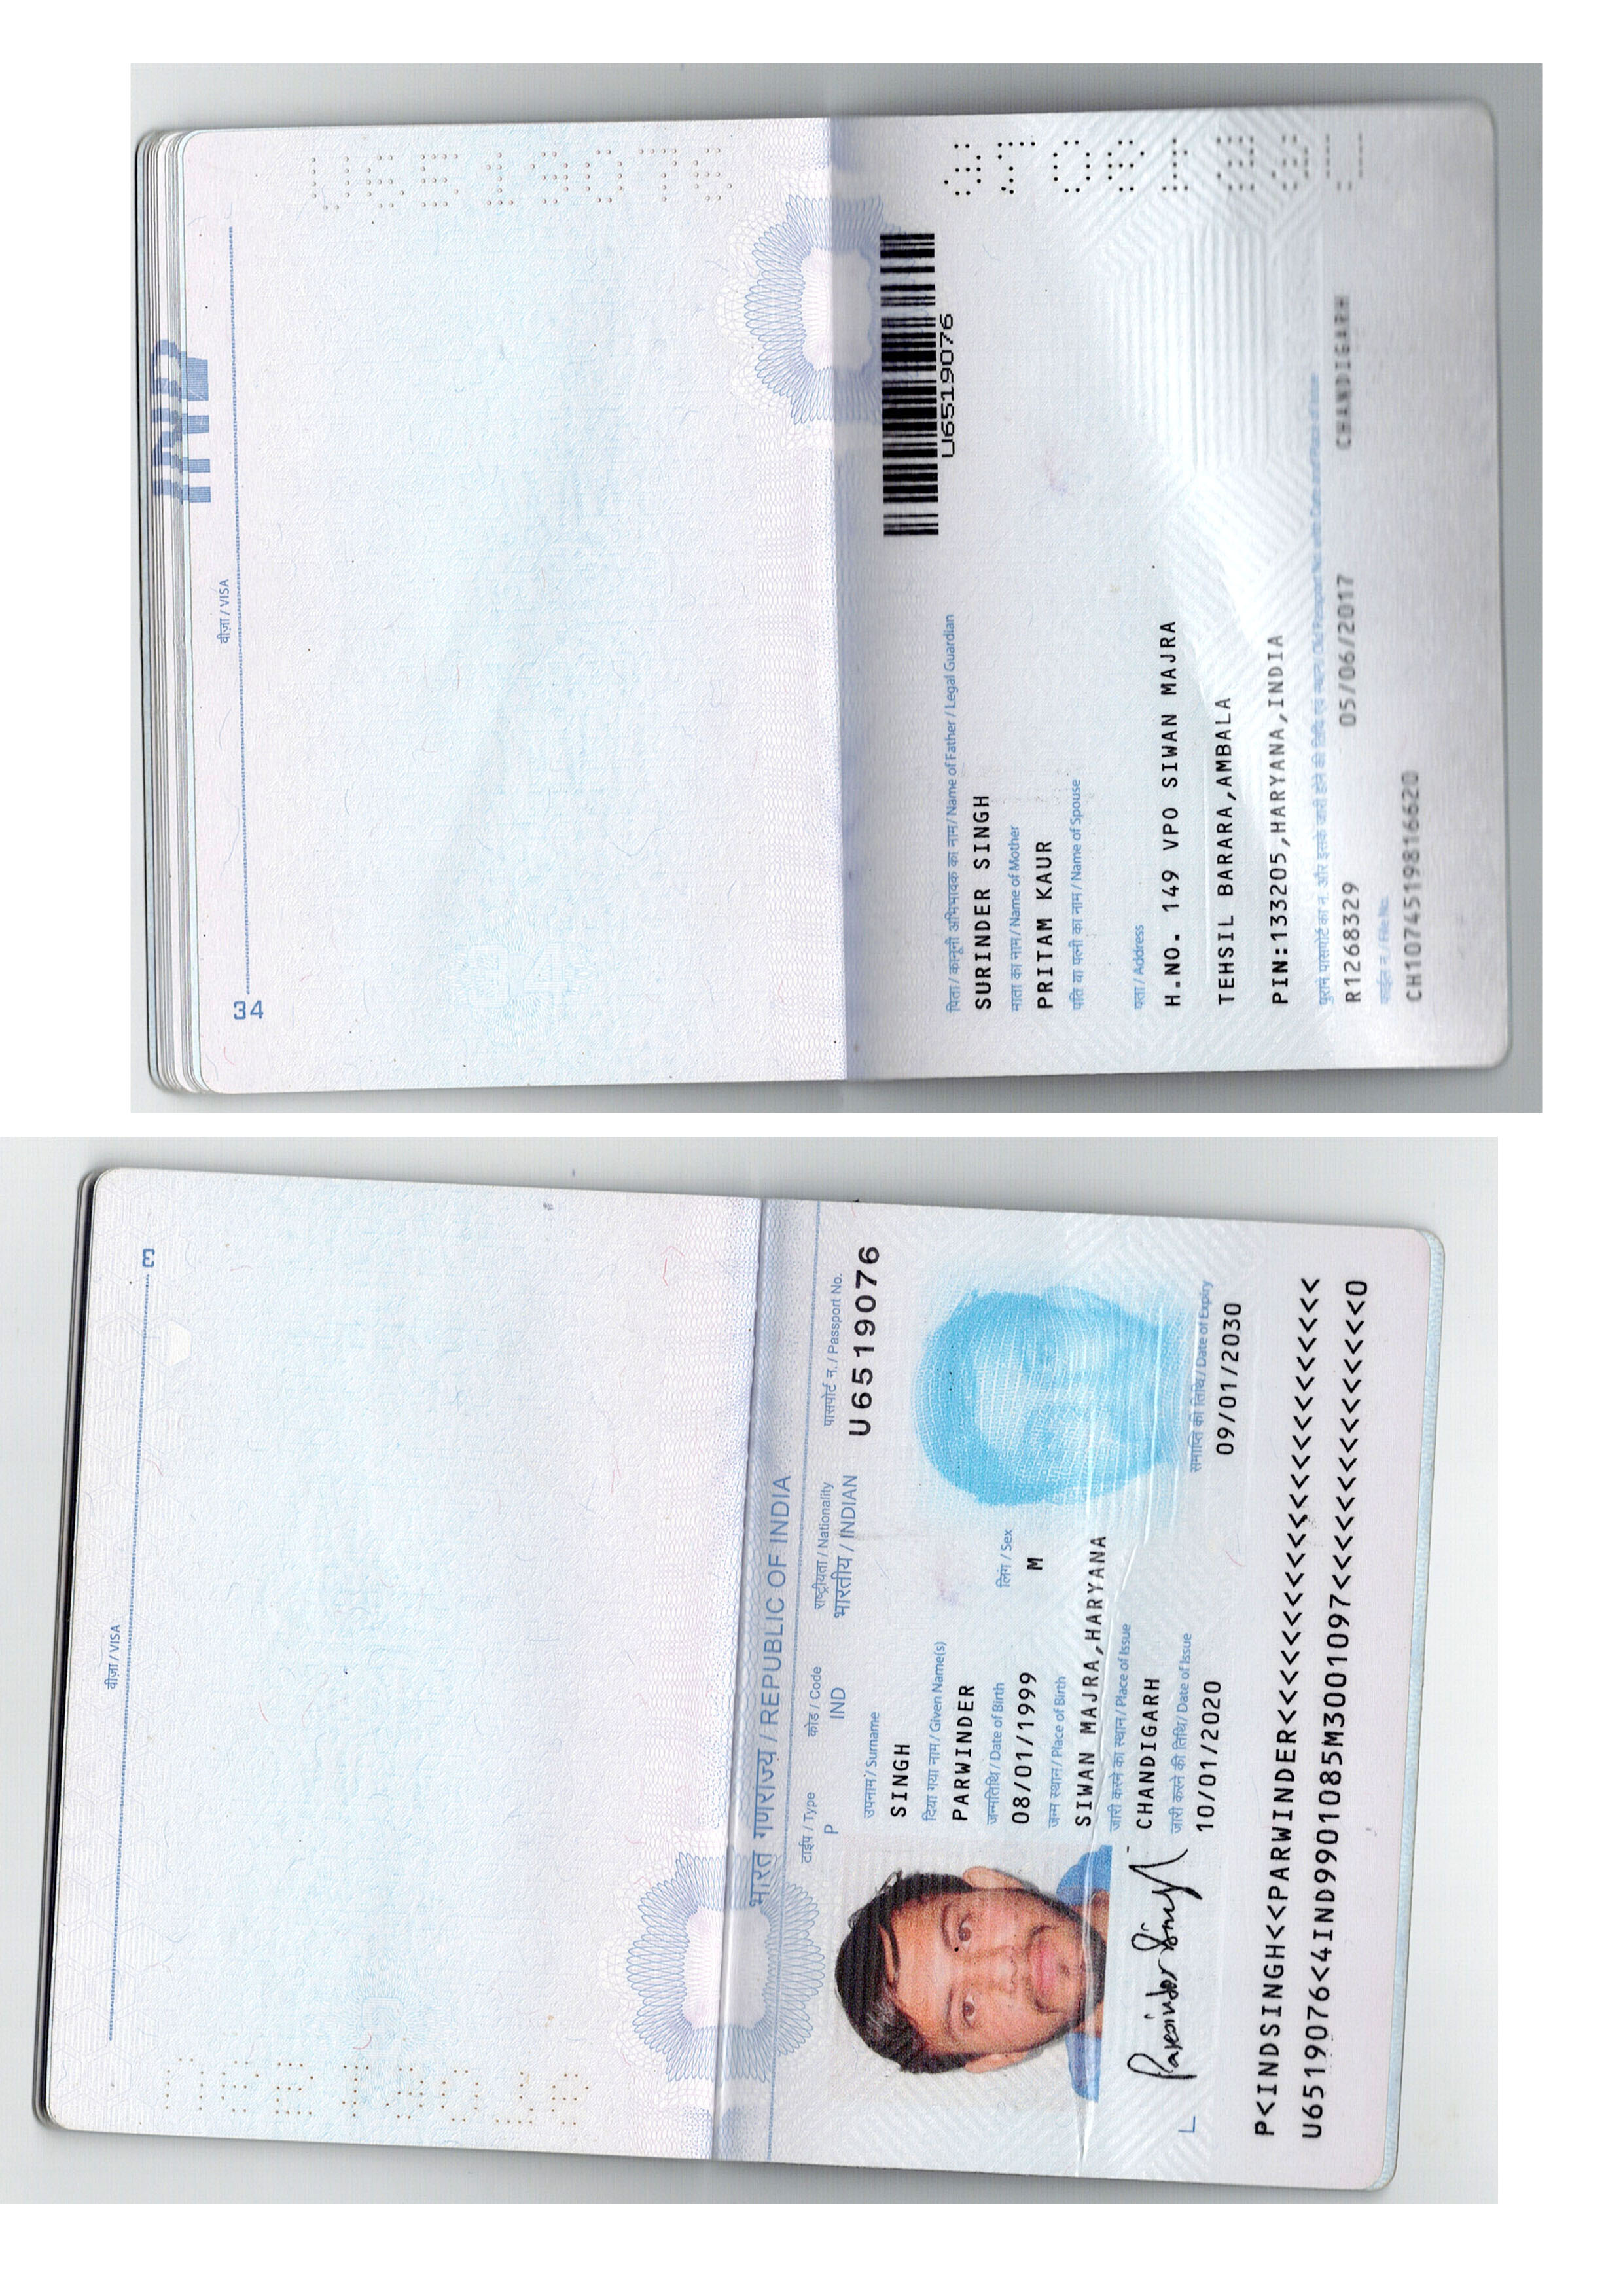 वीज़ा / VISA
3
भारत गणराज्य / REPUBLIC OF INDIA
टाईप / Type
P
कोड / Code
IND
राष्ट्रीयता / Nationality
भारतीय / INDIAN
पासपोर्ट न. / Passport No.
U6519076
उपनाम / Surname
SINGH
दिया गया नाम / Given Name(s)
PARWINDER
जन्मतिथि / Date of Birth
08/01/1999
लिंग / Sex
M
जन्म स्थान / Place of Birth
SIWAN MAJRA,HARYANA
जारी करने का स्थान / Place of Issue
CHANDIGARH
जारी करने की तिथि / Date of Issue
10/01/2020
समाप्ति की तिथि / Date of Expiry
09/01/2030
Parwinder Singh
P<INDSINGH<<PARWINDER<<<<<<<<<<<<<<<<<<<<<<<
U6519076<4IND9901085M3001097<<<<<<<<<<<<<<<0
IND
34
वीज़ा / VISA
U6519076
पिता / कानूनी अभिभावक का नाम / Name of Father / Legal Guardian
SURINDER SINGH
माता का नाम / Name of Mother
PRITAM KAUR
पति या पत्नी का नाम / Name of Spouse
पता / Address
H.NO. 149 VPO SIWAN MAJRA
TEHSIL BARARA,AMBALA
PIN:133205,HARYANA,INDIA
पुराने पासपोर्ट का न. और इसके जारी होने की तिथि एवं स्थान / Old Passport No. with Date and Place of Issue
R1268329 05/06/2017 CHANDIGARH
फाईल न. / File No.
CH1074519816620
U6519076